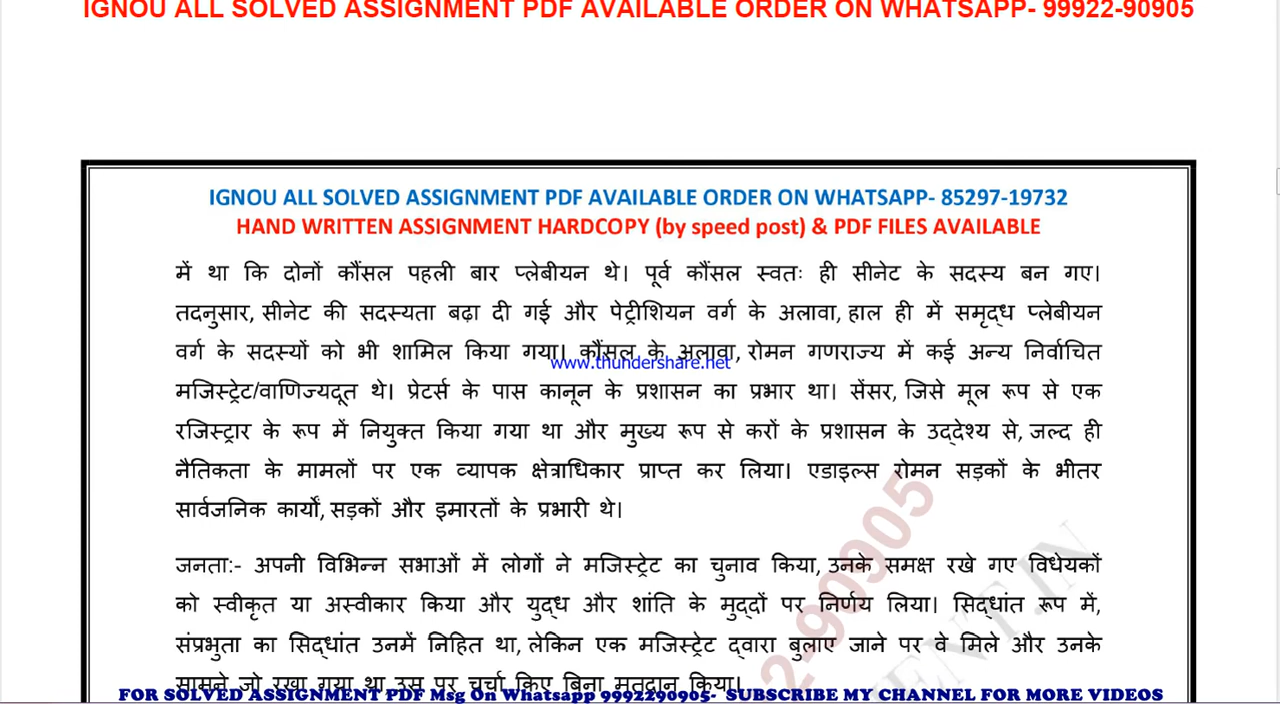 IGNOU ALL SOLVED ASSIGNMENT PDF AVAILABLE ORDER ON WHATSAPP- 99922-90905
IGNOU ALL SOLVED ASSIGNMENT PDF AVAILABLE ORDER ON WHATSAPP- 85297-19732
HAND WRITTEN ASSIGNMENT HARDCOPY (by speed post) & PDF FILES AVAILABLE
में था कि दोनों कौंसल पहली बार प्लेबीयन थे। पूर्व कौंसल स्वतः ही सीनेट के सदस्य बन गए।
तदनुसार, सीनेट की सदस्यता बढ़ा दी गई और पेट्रीशियन वर्ग के अलावा, हाल ही में समृद्ध प्लेबीयन
वर्ग के सदस्यों को भी शामिल किया गया। कौंसल के अलावा, रोमन गणराज्य में कई अन्य निर्वाचित
www.thundershare.net
मजिस्ट्रेट/वाणिज्यदूत थे। प्रेटर्स के पास कानून के प्रशासन का प्रभार था। सेंसर, जिसे मूल रूप से एक
रजिस्ट्रार के रूप में नियुक्त किया गया था और मुख्य रूप से करों के प्रशासन के उद्देश्य से, जल्द ही
नैतिकता के मामलों पर एक व्यापक क्षेत्राधिकार प्राप्त कर लिया। एडाइल्स रोमन सड़कों के भीतर
सार्वजनिक कार्यों, सड़कों और इमारतों के प्रभारी थे।
जनता:- अपनी विभिन्न सभाओं में लोगों ने मजिस्ट्रेट का चुनाव किया, उनके समक्ष रखे गए विधेयकों
को स्वीकृत या अस्वीकार किया और युद्ध और शांति के मुद्दों पर निर्णय लिया। सिद्धांत रूप में,
संप्रभुता का सिद्धांत उनमें निहित था, लेकिन एक मजिस्ट्रेट द्वारा बुलाए जाने पर वे मिले और उनके
सामने जो रखा गया था उस पर चर्चा किए बिना मतदान किया।
2-90905
ENT.IN
FOR SOLVED ASSIGNMENT PDF Msg On Whatsapp 9992290905- SUBSCRIBE MY CHANNEL FOR MORE VIDEOS